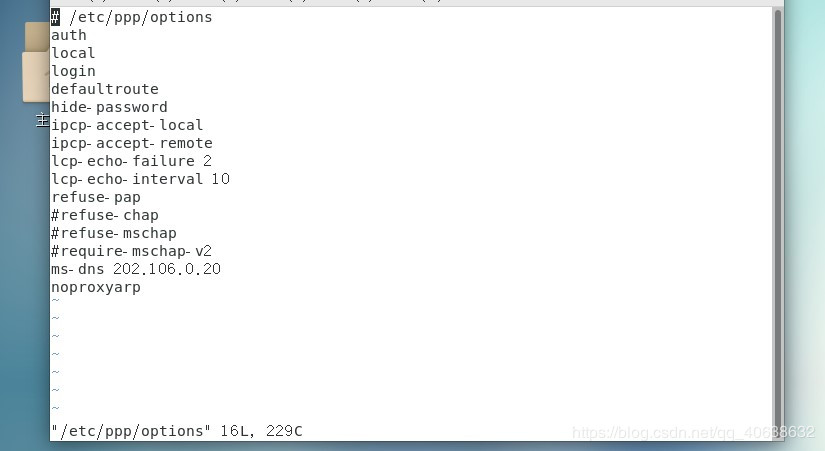 # /etc/ppp/options
auth
local
login
defaultroute
hide-password
ipcp-accept-local
ipcp-accept-remote
lcp-echo-failure 2
lcp-echo-interval 10
refuse-pap
#refuse-chap
#refuse-mschap
#require-mschap-v2
ms-dns 202.106.0.20
noproxyarp
~
~
~
~
~
~
~
"/etc/ppp/options" 16L, 229C
https://blog.csdn.net/qq_40638632
主